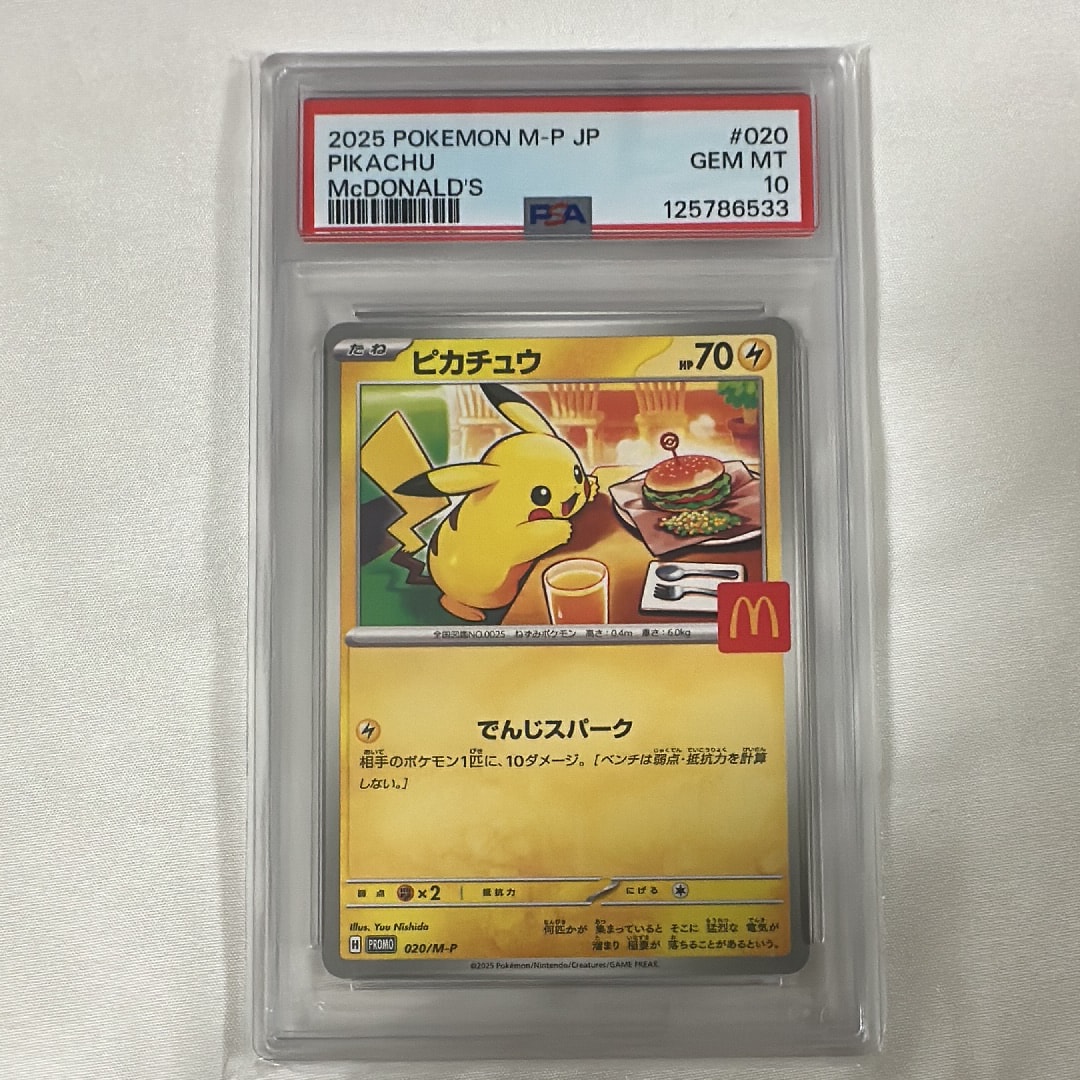 2025 POKEMON M-P JP #020
PIKACHU GEM MT
McDONALD'S 10
PSA 125786533
たね ピカチュウ HP 70
M
全国図鑑NO.0025 ねずみポケモン 高さ:0.4m 重さ:6.0kg
でんじスパーク
相手のポケモン1匹に、10ダメージ。[ベンチは弱点・抵抗力を計算
しない。]
弱点 ×2 抵抗力 にげる
Illus. Yuu Nishida
何匹かが 集まっていると そこに 猛烈な 電気が
溜まり 稲妻が 落ちることがあるという。
H PROMO 020/M-P
©2025 Pokémon/Nintendo/Creatures/GAME FREAK.